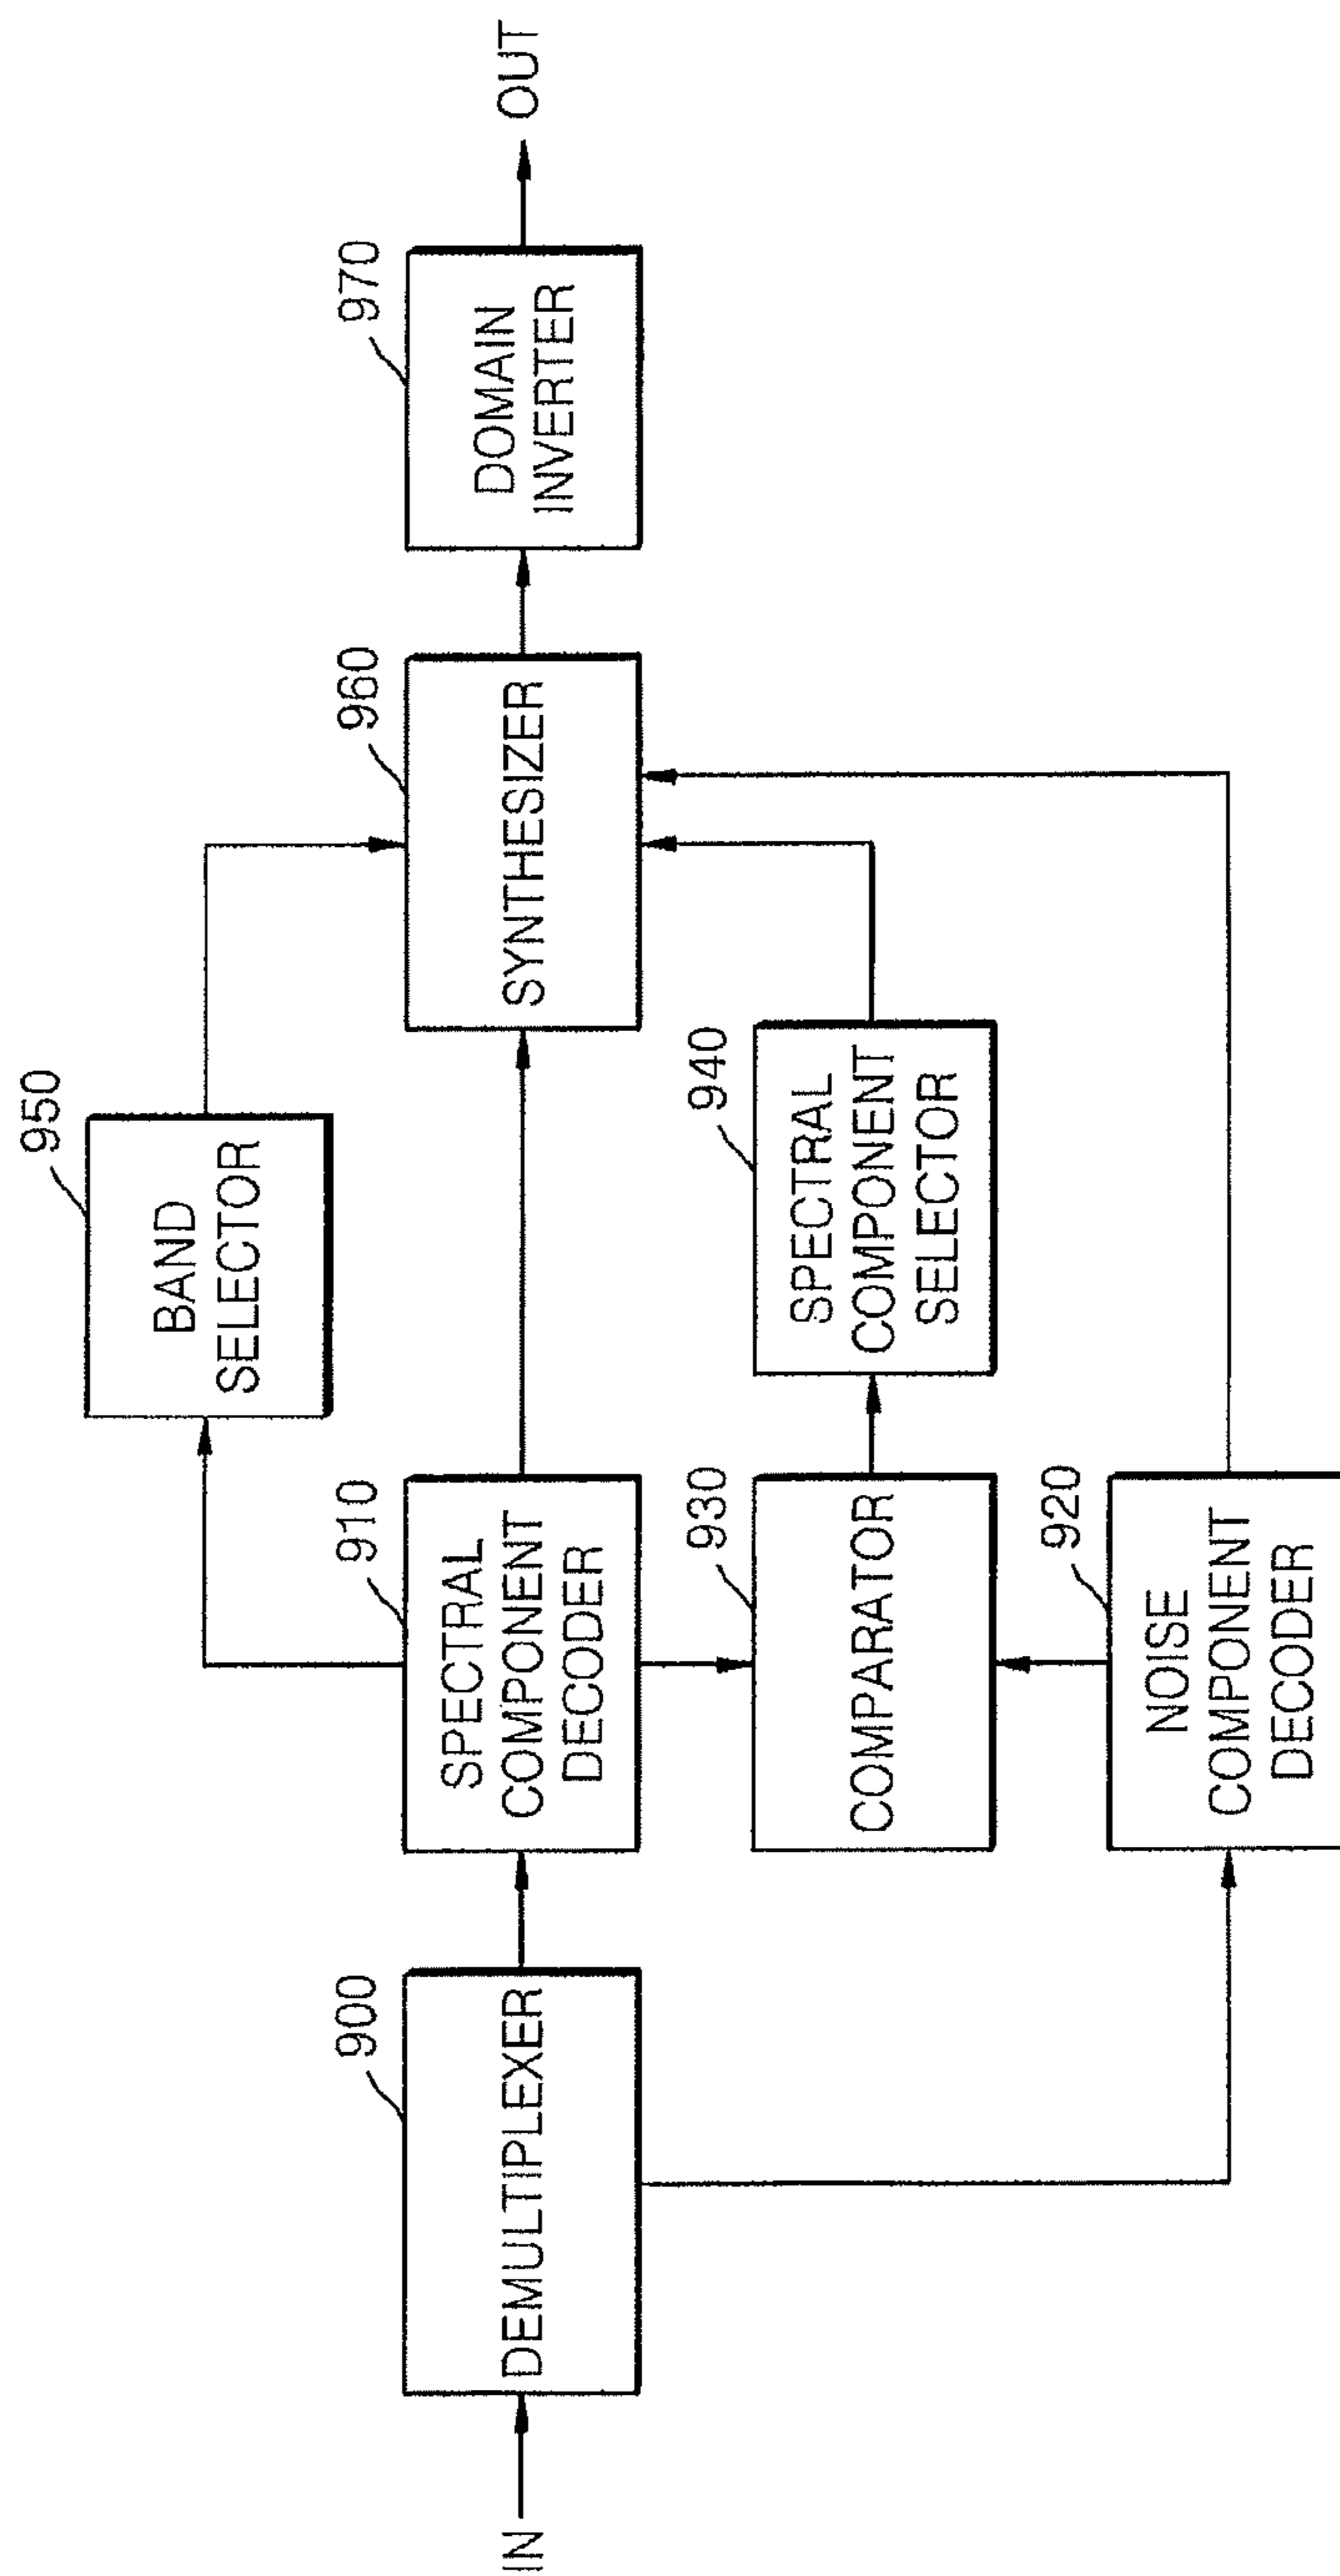 IN
900
DEMULTIPLEXER
910
SPECTRAL
COMPONENT
DECODER
950
BAND
SELECTOR
930
COMPARATOR
920
NOISE
COMPONENT
DECODER
940
SPECTRAL
COMPONENT
SELECTOR
960
SYNTHESIZER
970
DOMAIN
INVERTER
OUT